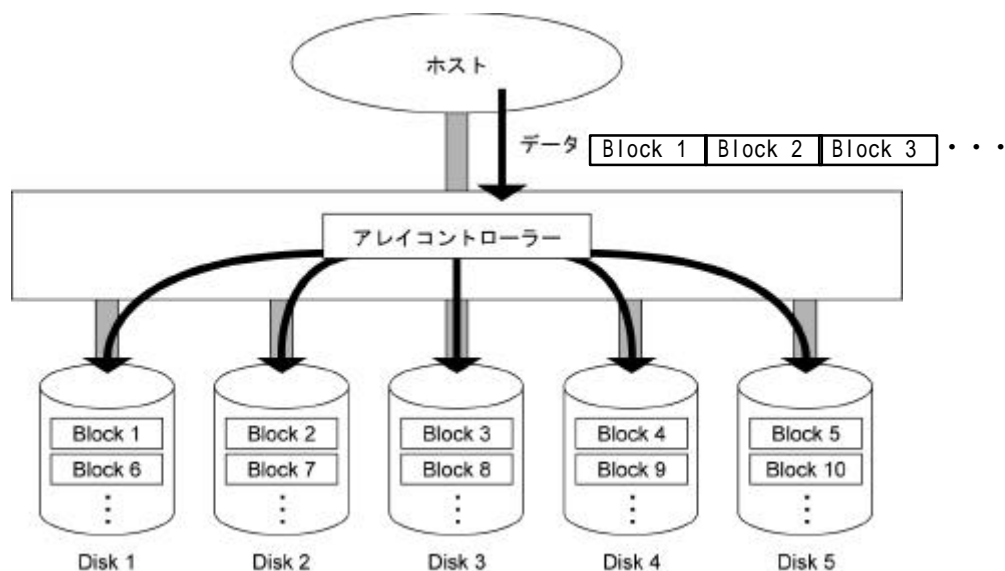 ホスト
データ Block 1 Block 2 Block 3 ・・・
アレイコントローラー
Block 1 Block 2 Block 3 Block 4 Block 5
Block 6 Block 7 Block 8 Block 9 Block 10
Disk 1 Disk 2 Disk 3 Disk 4 Disk 5